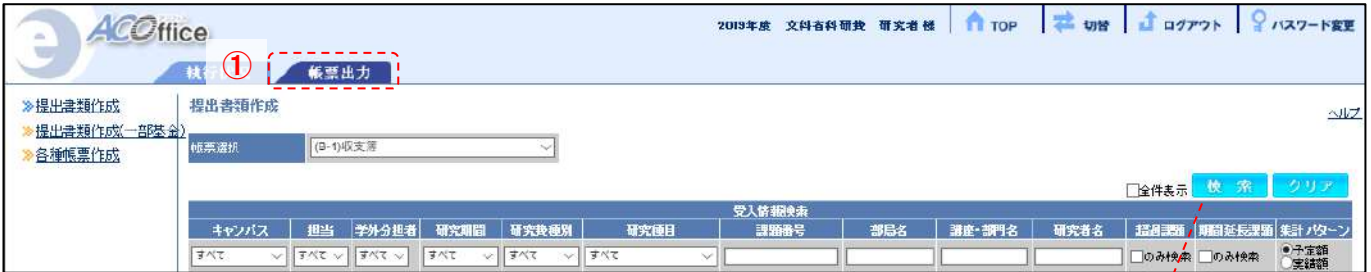 e ACOffice
2019年度 文科省科研費 研究者 様 TOP 切替 ログアウト パスワード変更
執行 ① 帳票出力
提出書類作成
提出書類作成(一部基金)
各種帳票作成
提出書類作成
ヘルプ
帳票選択 (B-1)収支簿
全件表示 検 索 クリア
受入情報検索
キャンパス 担当 学外分担者 研究期間 研究費種別 研究種目 課題番号 部局名 講座・部門名 研究者名 超過課題 期間延長課題 集計パターン
すべて すべて すべて すべて すべて すべて のみ検索 のみ検索 予定額
実績額